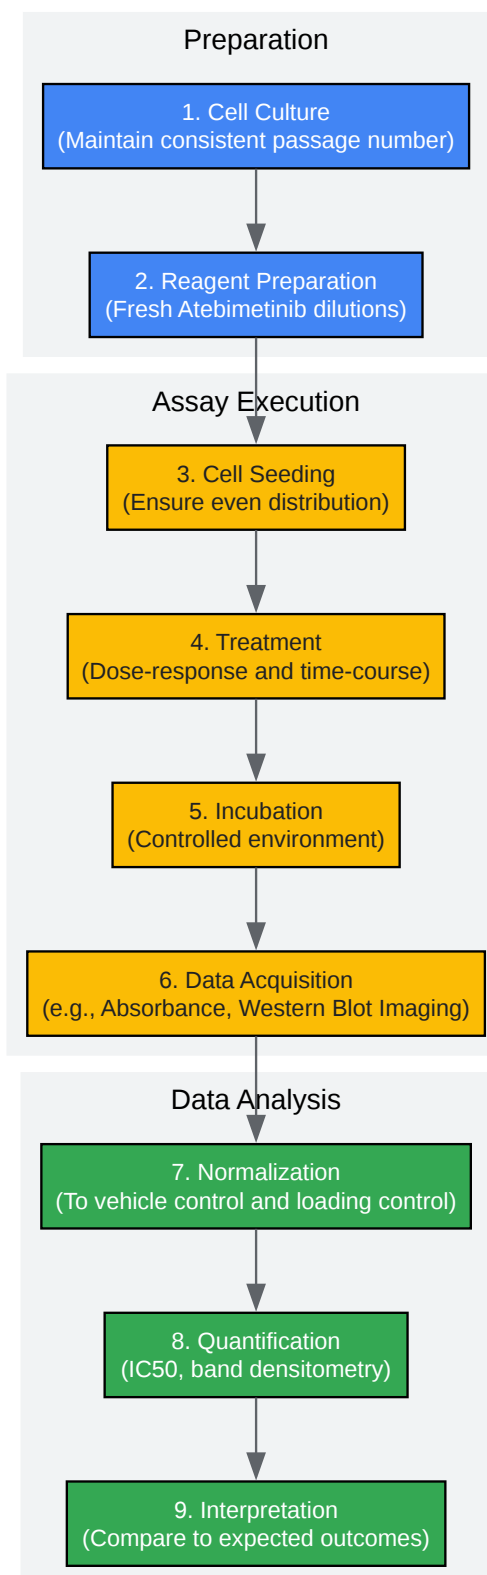 Preparation
1. Cell Culture
(Maintain consistent passage number)
2. Reagent Preparation
(Fresh Atebimetinib dilutions)
Assay Execution
3. Cell Seeding
(Ensure even distribution)
4. Treatment
(Dose-response and time-course)
5. Incubation
(Controlled environment)
6. Data Acquisition
(e.g., Absorbance, Western Blot Imaging)
Data Analysis
7. Normalization
(To vehicle control and loading control)
8. Quantification
(IC50, band densitometry)
9. Interpretation
(Compare to expected outcomes)